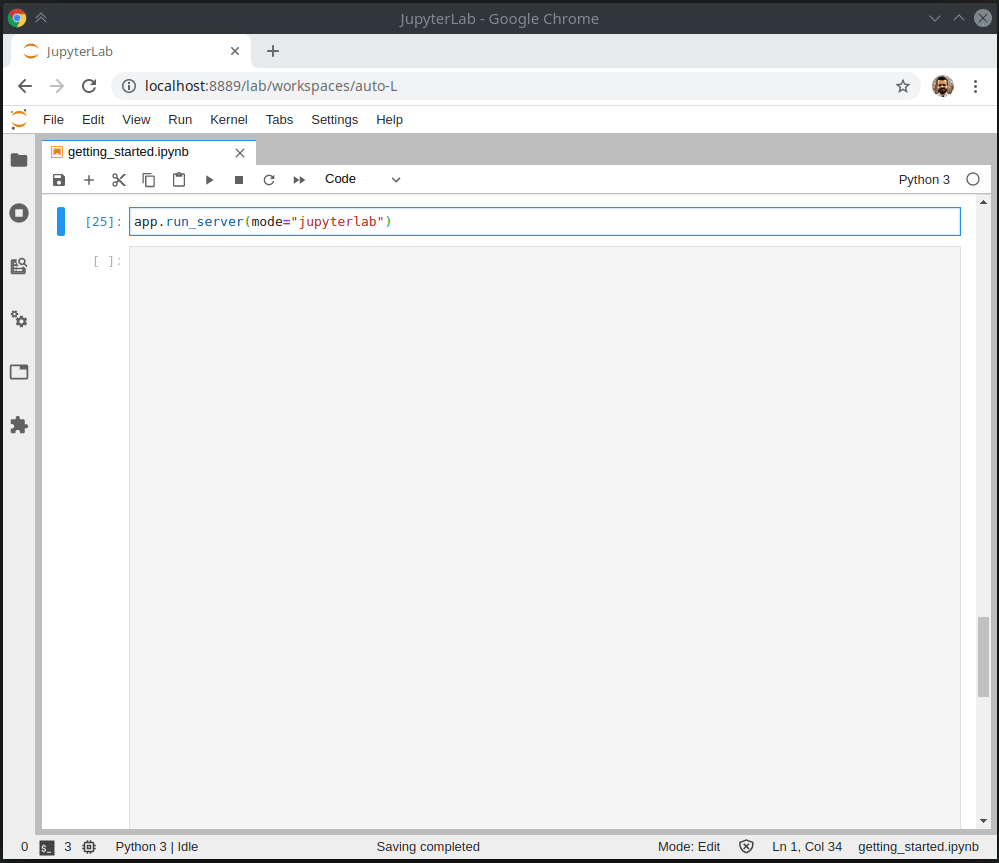 JupyterLab - Google Chrome
JupyterLab
localhost:8889/lab/workspaces/auto-L
File Edit View Run Kernel Tabs Settings Help
getting_started.ipynb
Code Python 3
[25]: app.run_server(mode="jupyterlab")
[ ]:
0 $_ 3 Python 3 | Idle Saving completed Mode: Edit Ln 1, Col 34 getting_started.ipynb